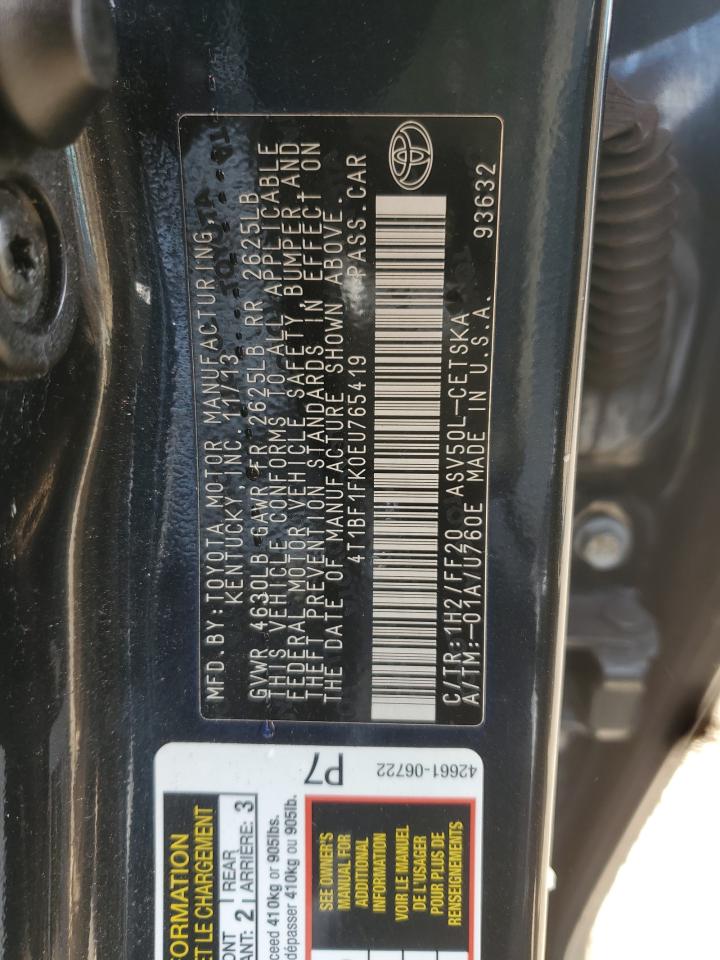 MFD. BY: TOYOTA MOTOR MANUFACTURING,
KENTUCKY, INC. 11/13
GVWR 4630LB GAWR FR 2625LB RR 2625LB
THIS VEHICLE CONFORMS TO ALL APPLICABLE
FEDERAL MOTOR VEHICLE SAFETY, BUMPER AND
THEFT PREVENTION STANDARDS IN EFFECT ON
THE DATE OF MANUFACTURE SHOWN ABOVE.
4T1BF1FK0EU765419 PASS. CAR
C/TR: 1H2/FF20 ASV50L-CETSKA 93632
A/TM: -01A/U760E MADE IN U.S.A.
FORMATION
ET LE CHARGEMENT
ONT
ANT: 2
REAR
ARRIÈRE: 3
ceed 410kg or 905lbs.
dépasser 410kg ou 905lb.
P7
SEE OWNER'S
MANUAL FOR
ADDITIONAL
INFORMATION
VOIR LE MANUEL
DE L'USAGER
POUR PLUS DE
RENSEIGNEMENTS
42661-06722